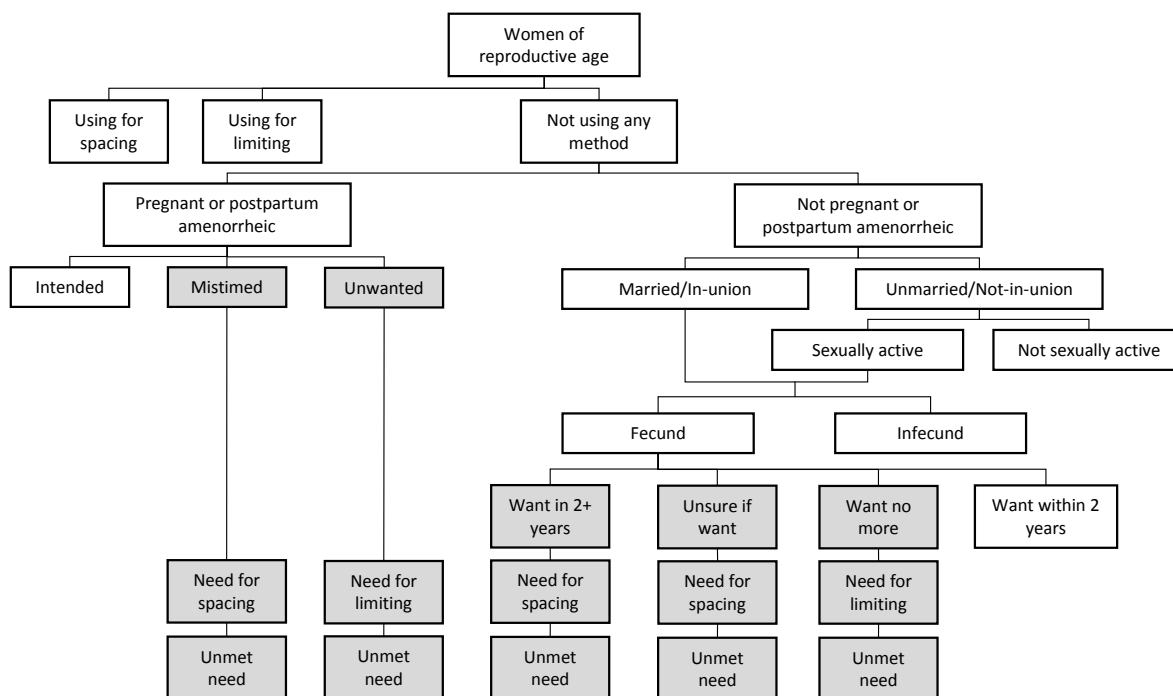 Women of
reproductive age
Using for
spacing
Using for
limiting
Not using any
method
Pregnant or postpartum
amenorrheic
Not pregnant or
postpartum amenorrheic
Intended
Mistimed
Unwanted
Married/In-union
Unmarried/Not-in-union
Sexually active
Not sexually active
Fecund
Infecund
Want in 2+
years
Unsure if
want
Want no
more
Want within 2
years
Need for
spacing
Need for
limiting
Need for
spacing
Need for
spacing
Need for
limiting
Unmet
need
Unmet
need
Unmet
need
Unmet
need
Unmet
need